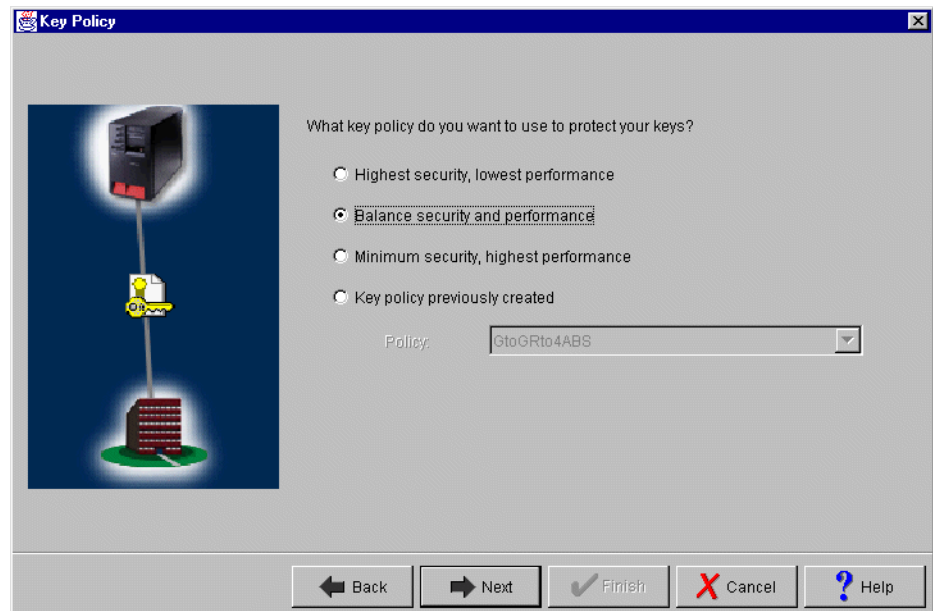 Key Policy
What key policy do you want to use to protect your keys?
Highest security, lowest performance
Balance security and performance
Minimum security, highest performance
Key policy previously created
Policy: GtoGRto4ABS
Back Next Finish Cancel Help